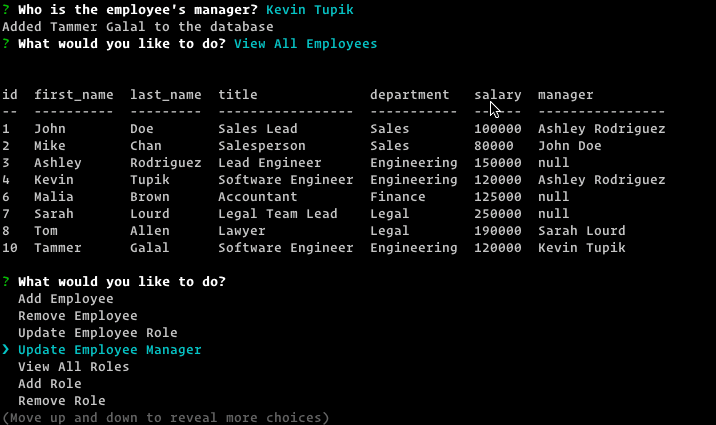 ? Who is the employee's manager? Kevin Tupik
Added Tammer Galal to the database
? What would you like to do? View All Employees
id  first_name  last_name  title              department   salary  manager
--  ----------  ---------  -----------------  -----------  ------  ----------------
1   John        Doe        Sales Lead         Sales        100000  Ashley Rodriguez
2   Mike        Chan       Salesperson        Sales        80000   John Doe
3   Ashley      Rodriguez  Lead Engineer      Engineering  150000  null
4   Kevin       Tupik      Software Engineer  Engineering  120000  Ashley Rodriguez
6   Malia       Brown      Accountant         Finance      125000  null
7   Sarah       Lourd      Legal Team Lead    Legal        250000  null
8   Tom         Allen      Lawyer             Legal        190000  Sarah Lourd
10  Tammer      Galal      Software Engineer  Engineering  120000  Kevin Tupik
? What would you like to do?
  Add Employee
  Remove Employee
  Update Employee Role
❯ Update Employee Manager
  View All Roles
  Add Role
  Remove Role
(Move up and down to reveal more choices)